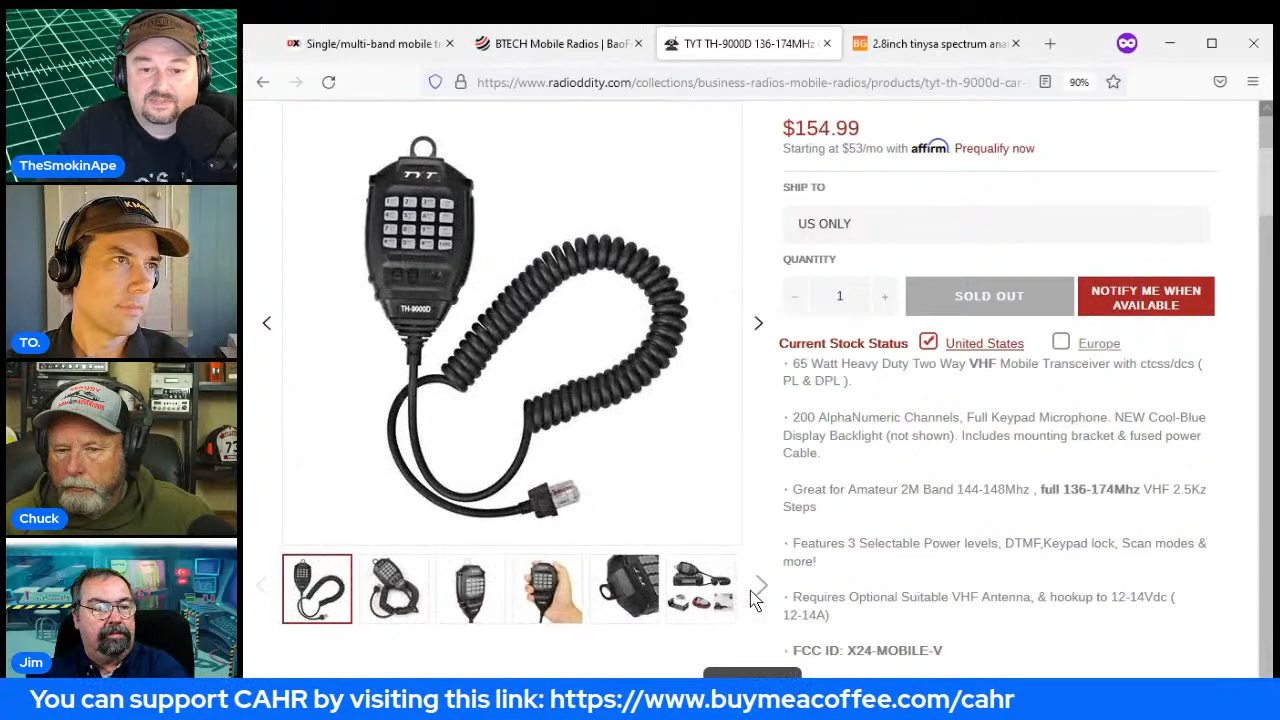 TheSmokinApe
TO.
Chuck
Jim
Single/multi-band mobile t
BTECH Mobile Radios | BaoF
TYT TH-9000D 136-174MHz
2.8inch tinysa spectrum ana
https://www.radioddity.com/collections/business-radios-mobile-radios/products/tyt-th-9000d-car-
90%
TYT
TH-9000D
$154.99
Starting at $53/mo with affirm Prequalify now
SHIP TO
US ONLY
QUANTITY
− 1 +
SOLD OUT
NOTIFY ME WHEN
AVAILABLE
Current Stock Status United States Europe
· 65 Watt Heavy Duty Two Way VHF Mobile Transceiver with ctcss/dcs (
PL & DPL ).
· 200 AlphaNumeric Channels, Full Keypad Microphone. NEW Cool-Blue
Display Backlight (not shown). Includes mounting bracket & fused power
Cable.
· Great for Amateur 2M Band 144-148Mhz , full 136-174Mhz VHF 2.5Kz
Steps
· Features 3 Selectable Power levels, DTMF,Keypad lock, Scan modes &
more!
· Requires Optional Suitable VHF Antenna, & hookup to 12-14Vdc (
12-14A)
· FCC ID: X24-MOBILE-V
You can support CAHR by visiting this link: https://www.buymeacoffee.com/cahr